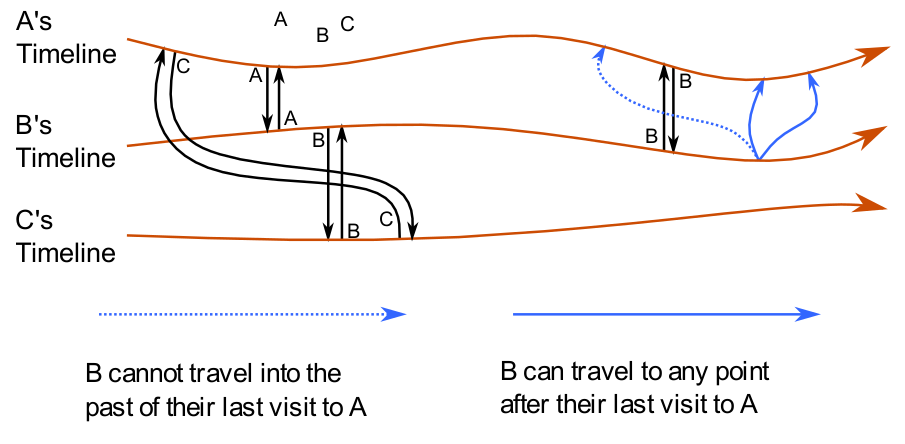 A's
Timeline
A
B
C
C
A
A
B's
Timeline
B
B
B
C
B
C's
Timeline
B cannot travel into the
past of their last visit to A
B can travel to any point
after their last visit to A